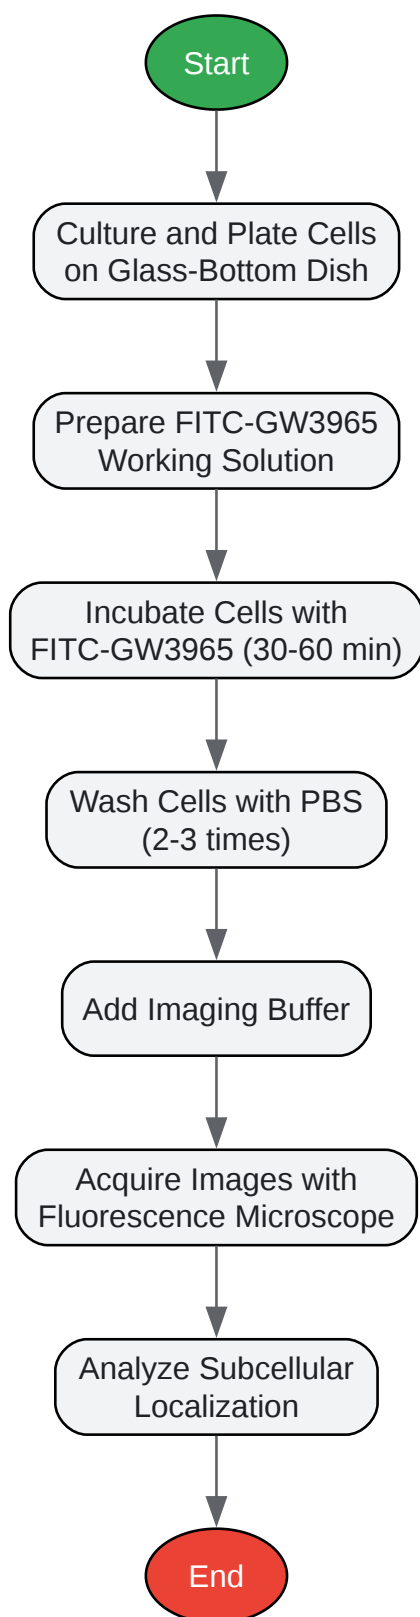 Start
Culture and Plate Cells
on Glass-Bottom Dish
Prepare FITC-GW3965
Working Solution
Incubate Cells with
FITC-GW3965 (30-60 min)
Wash Cells with PBS
(2-3 times)
Add Imaging Buffer
Acquire Images with
Fluorescence Microscope
Analyze Subcellular
Localization
End